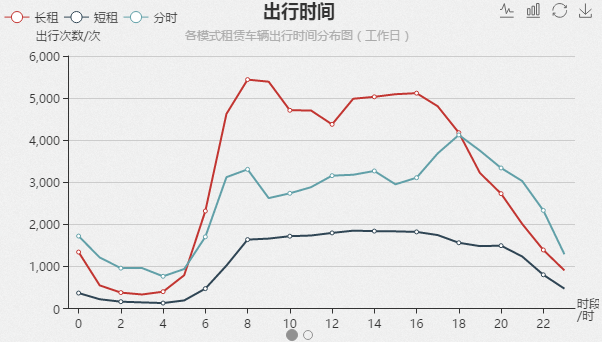 出行时间
长租 短租 分时
出行次数/次
各模式租赁车辆出行时间分布图（工作日）
6,000
5,000
4,000
3,000
2,000
1,000
0
0 2 4 6 8 10 12 14 16 18 20 22
时段
/时